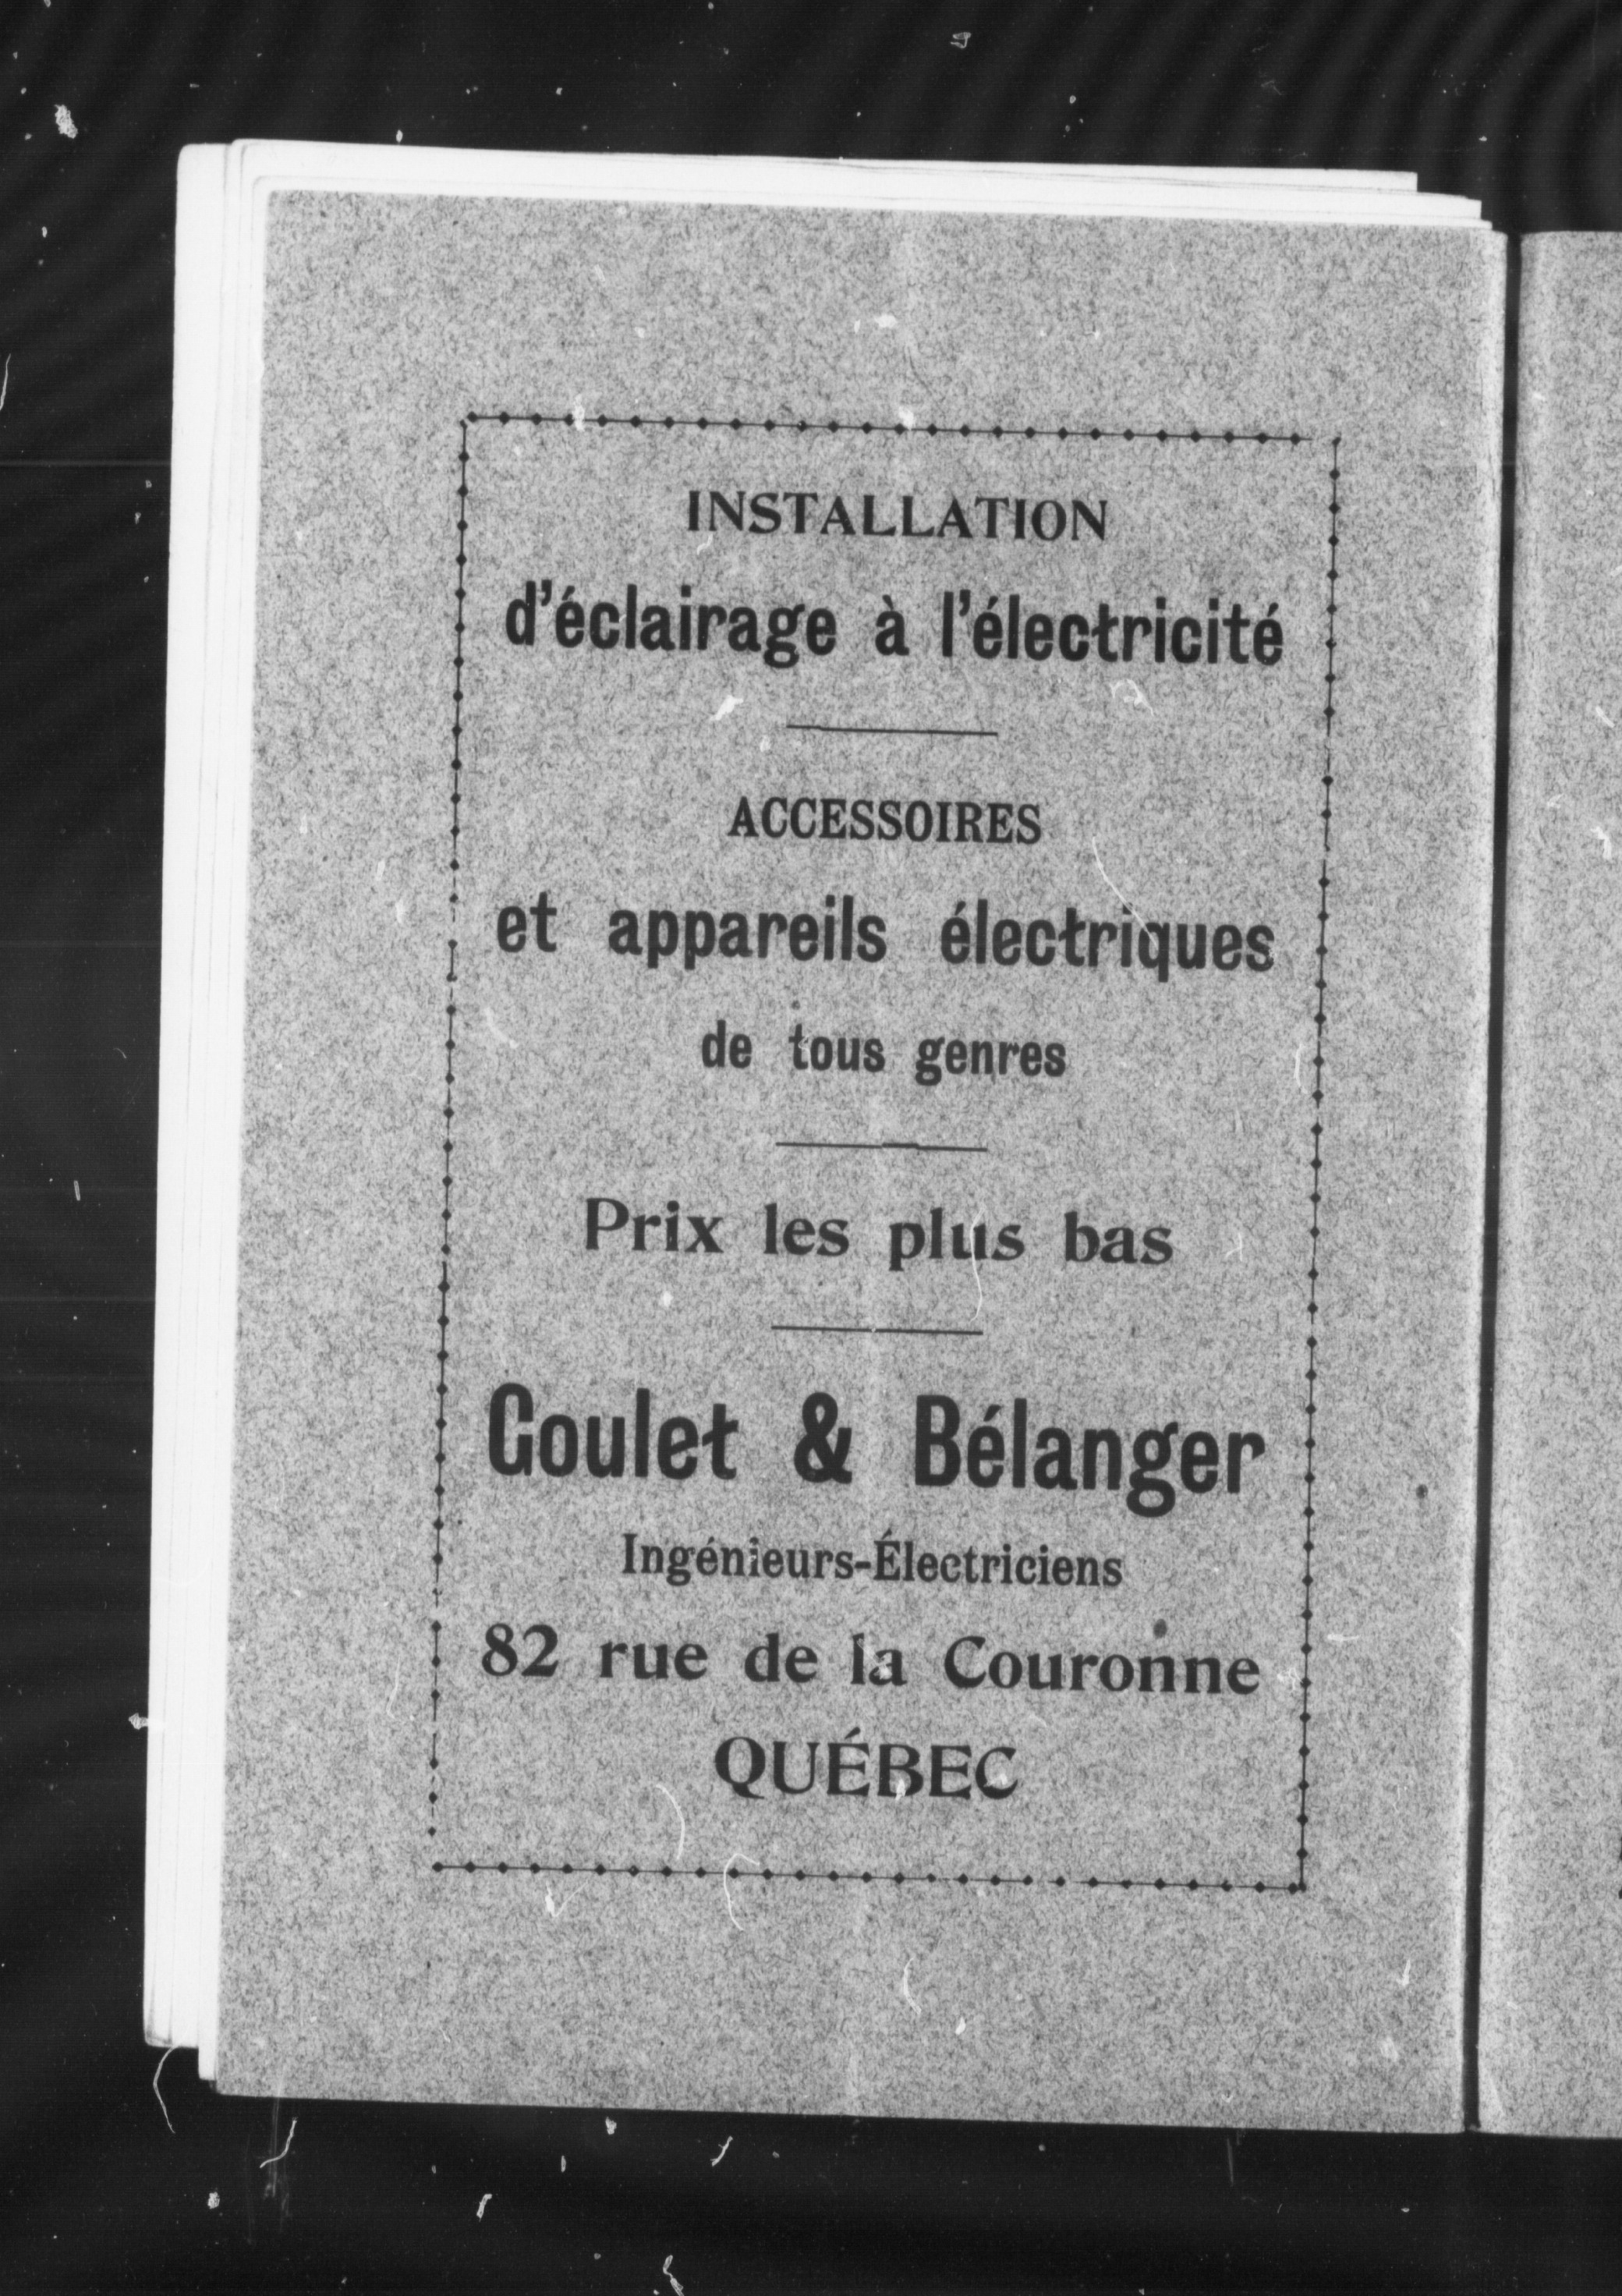 INSTALLATION
d'éclairage à l'électricité
ACCESSOIRES
et appareils électriques
de tous genres
Prix les plus bas
Goulet & Bélanger
Ingénieurs-Électriciens
82 rue de la Couronne
QUÉBEC